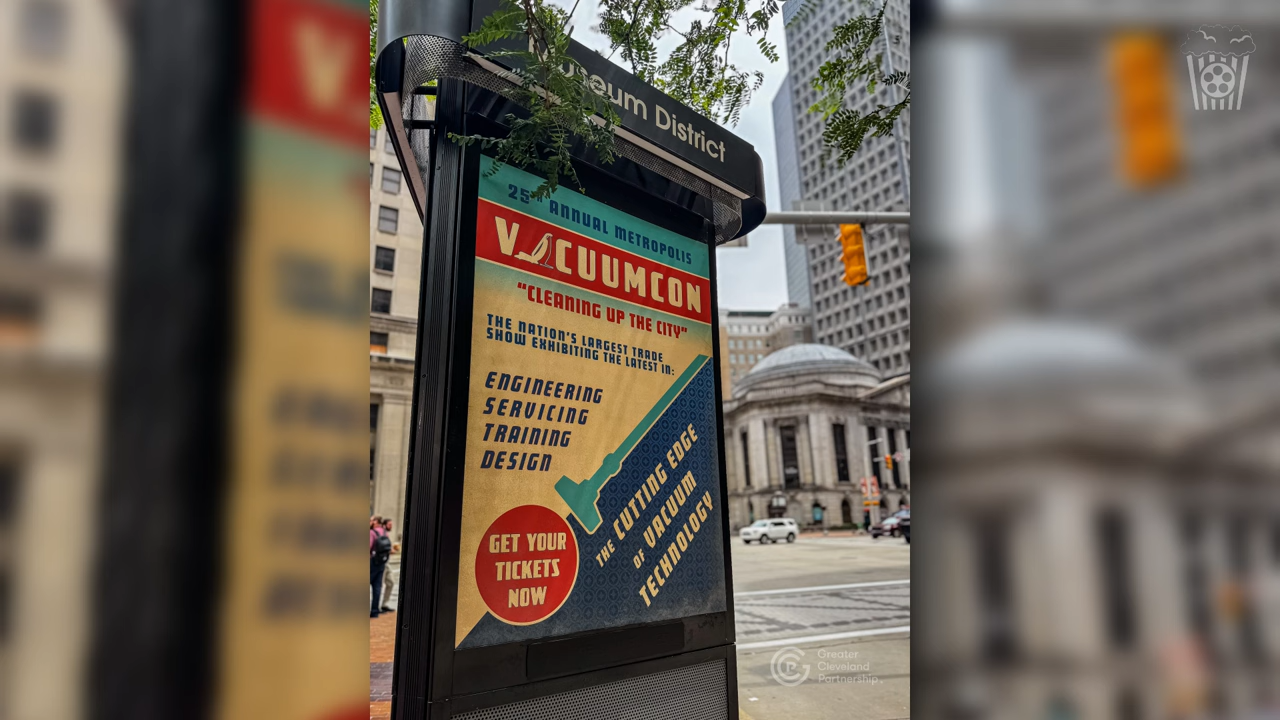 Museum District
25th ANNUAL METROPOLIS
VACUUMCON
"CLEANING UP THE CITY"
THE NATION'S LARGEST TRADE
SHOW EXHIBITING THE LATEST IN:
ENGINEERING
SERVICING
TRAINING
DESIGN
THE CUTTING EDGE
OF VACUUM
TECHNOLOGY
GET YOUR
TICKETS
NOW
Greater
Cleveland
Partnership.